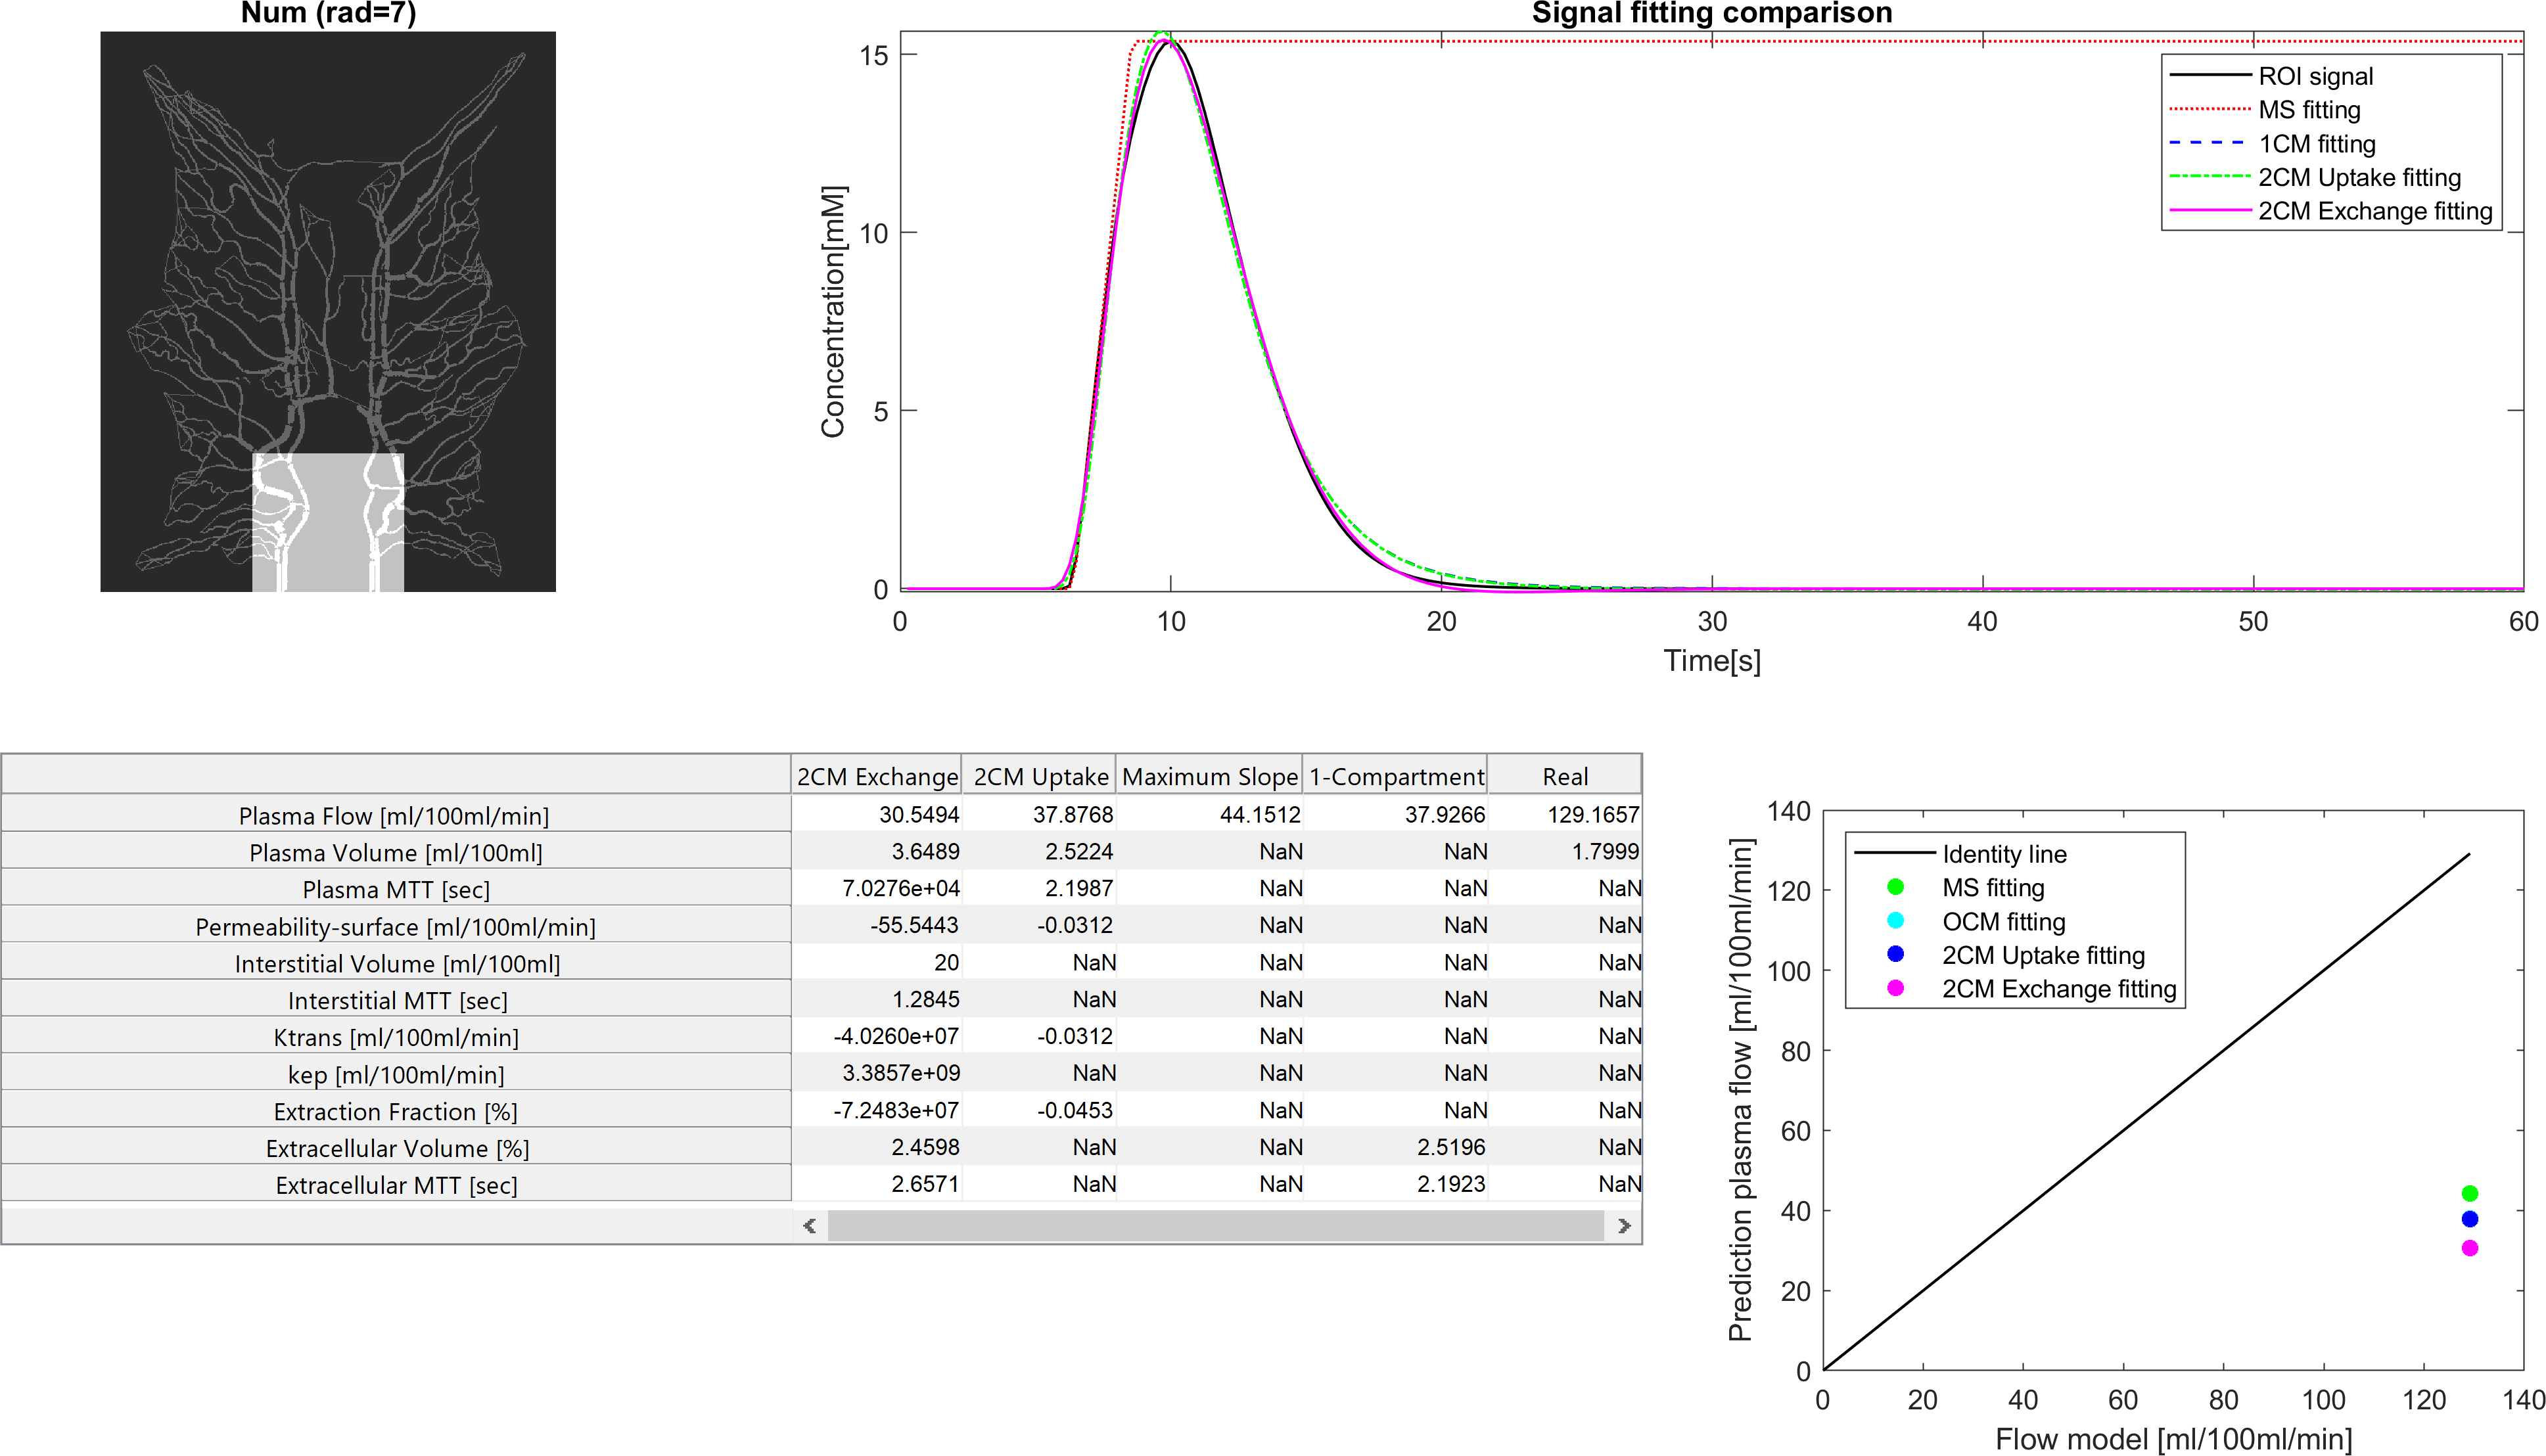 Num (rad=7)
Signal fitting comparison
15
10
5
0
Concentration[mM]
0 10 20 30 40 50 60
Time[s]
ROI signal
MS fitting
1CM fitting
2CM Uptake fitting
2CM Exchange fitting
2CM Exchange 2CM Uptake Maximum Slope 1-Compartment Real
Plasma Flow [ml/100ml/min] 30.5494 37.8768 44.1512 37.9266 129.1657
Plasma Volume [ml/100ml] 3.6489 2.5224 NaN NaN 1.7999
Plasma MTT [sec] 7.0276e+04 2.1987 NaN NaN NaN
Permeability-surface [ml/100ml/min] -55.5443 -0.0312 NaN NaN NaN
Interstitial Volume [ml/100ml] 20 NaN NaN NaN NaN
Interstitial MTT [sec] 1.2845 NaN NaN NaN NaN
Ktrans [ml/100ml/min] -4.0260e+07 -0.0312 NaN NaN NaN
kep [ml/100ml/min] 3.3857e+09 NaN NaN NaN NaN
Extraction Fraction [%] -7.2483e+07 -0.0453 NaN NaN NaN
Extracellular Volume [%] 2.4598 NaN NaN 2.5196 NaN
Extracellular MTT [sec] 2.6571 NaN NaN 2.1923 NaN
140
120
100
80
60
40
20
0
Prediction plasma flow [ml/100ml/min]
Identity line
MS fitting
OCM fitting
2CM Uptake fitting
2CM Exchange fitting
0 20 40 60 80 100 120 140
Flow model [ml/100ml/min]